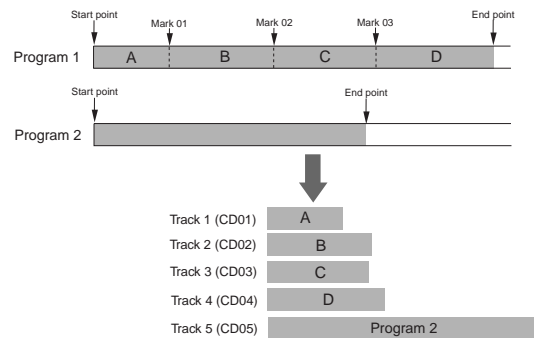 Start point Mark 01 Mark 02 Mark 03 End point
Program 1 A B C D
Start point End point
Program 2
Track 1 (CD01) A
Track 2 (CD02) B
Track 3 (CD03) C
Track 4 (CD04) D
Track 5 (CD05) Program 2